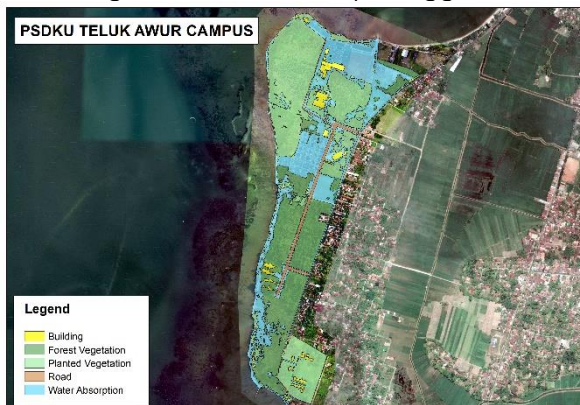 PSDKU TELUK AWUR CAMPUS
Legend
Building
Forest Vegetation
Planted Vegetation
Road
Water Absorption